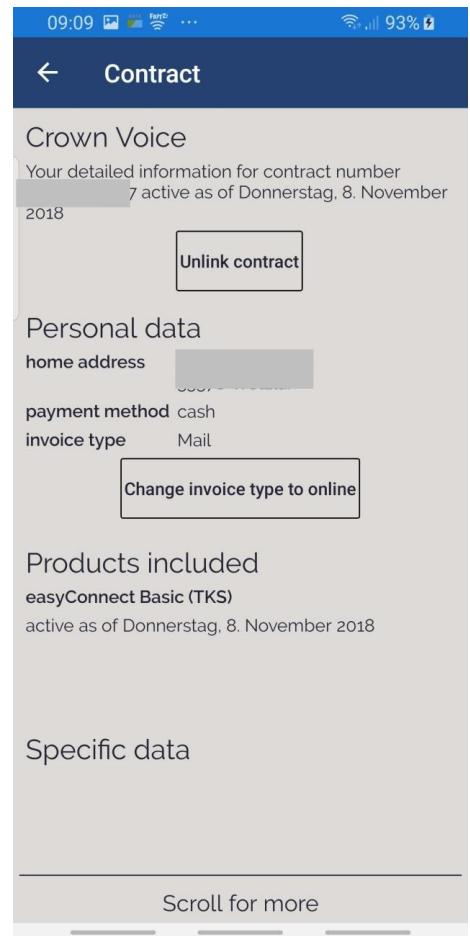 09:09 ... 93%
Contract
Crown Voice
Your detailed information for contract number
7 active as of Donnerstag, 8. November
2018
Unlink contract
Personal data
home address
payment method cash
invoice type Mail
Change invoice type to online
Products included
easyConnect Basic (TKS)
active as of Donnerstag, 8. November 2018
Specific data
Scroll for more